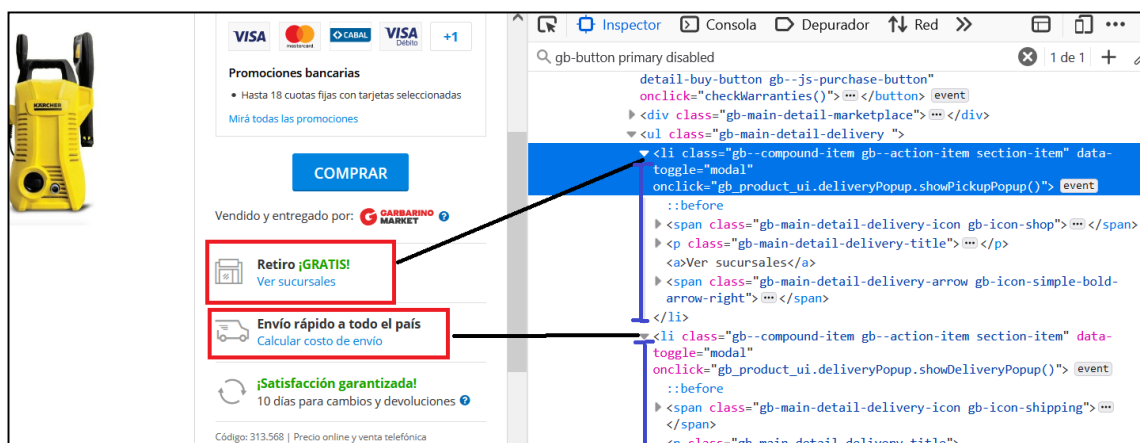 KARCHER
VISA
mastercard
CABAL
VISA
Débito
+1
Promociones bancarias
• Hasta 18 cuotas fijas con tarjetas seleccionadas
Mirá todas las promociones
COMPRAR
Vendido y entregado por: G GARBARINO MARKET ?
Retiro ¡GRATIS!
Ver sucursales
Envío rápido a todo el país
Calcular costo de envío
¡Satisfacción garantizada!
10 días para cambios y devoluciones ?
Código: 313.568 | Precio online y venta telefónica
Inspector Consola Depurador Red
gb-button primary disabled 1 de 1 +
detail-buy-button gb--js-purchase-button"
onclick="checkWarranties()"> ··· </button> event
<div class="gb-main-detail-marketplace"> ··· </div>
<ul class="gb-main-detail-delivery ">
<li class="gb--compound-item gb--action-item section-item" data-
toggle="modal"
onclick="gb_product_ui.deliveryPopup.showPickupPopup()"> event
::before
<span class="gb-main-detail-delivery-icon gb-icon-shop"> ··· </span>
<p class="gb-main-detail-delivery-title"> ··· </p>
<a>Ver sucursales</a>
<span class="gb-main-detail-delivery-arrow gb-icon-simple-bold-
arrow-right"> ··· </span>
</li>
<li class="gb--compound-item gb--action-item section-item" data-
toggle="modal"
onclick="gb_product_ui.deliveryPopup.showDeliveryPopup()"> event
::before
<span class="gb-main-detail-delivery-icon gb-icon-shipping"> ···
</span>
<p class="gb-main-detail-delivery-title">